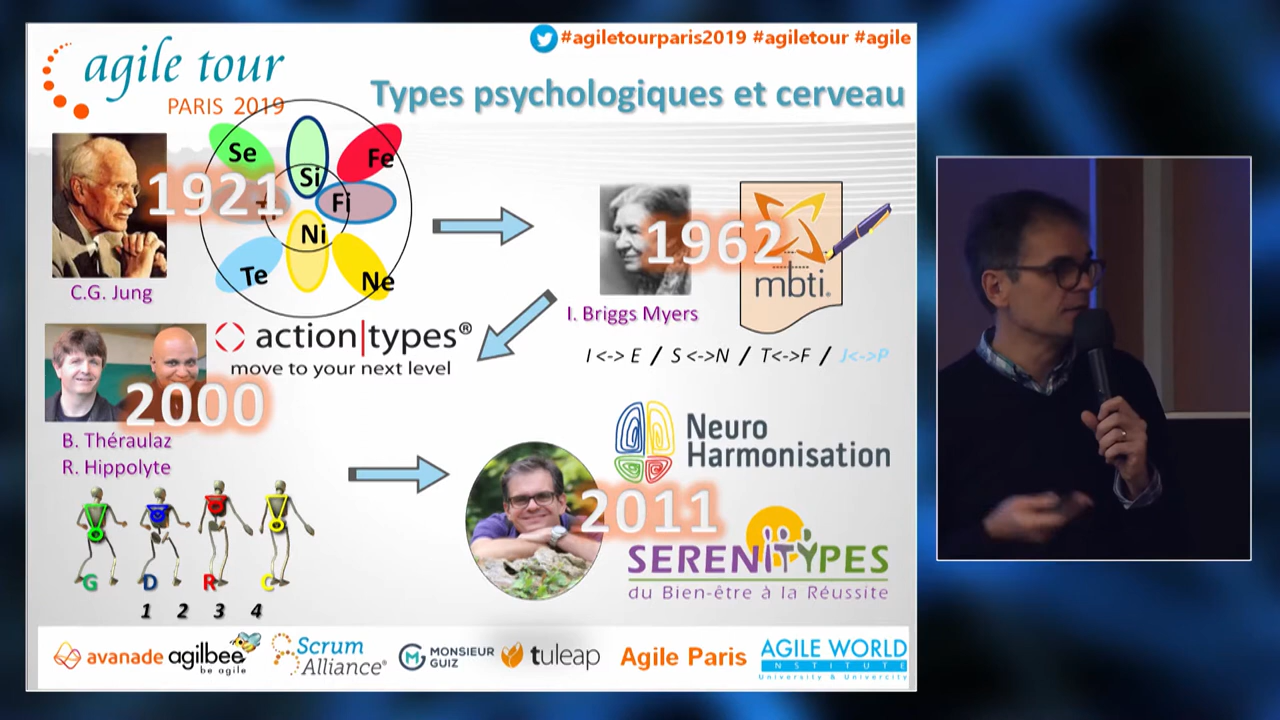 #agiletourparis2019 #agiletour #agile
agile tour
PARIS 2019
Types psychologiques et cerveau
Se
Si
Fe
1921
Fi
Ni
Te
Ne
C.G. Jung
1962
mbti®
I. Briggs Myers
I <-> E / S <->N / T<->F / J<->P
action|types®
move to your next level
2000
B. Théraulaz
R. Hippolyte
G D R C
1 2 3 4
Neuro
Harmonisation
2011
SERENITYPES
du Bien-être à la Réussite
avanade
agilbee
be agile
Scrum
Alliance®
MONSIEUR
GUIZ
tuleap
Agile Paris
AGILE WORLD
INSTITUTE
University & Univercity